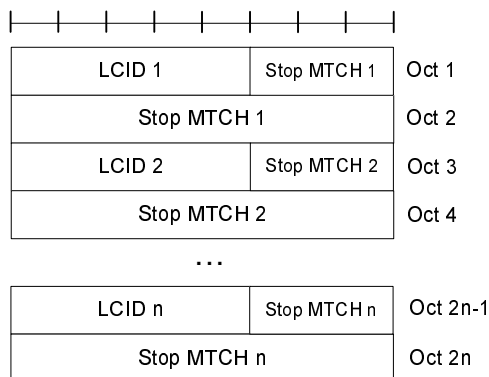 LCID 1 Stop MTCH 1 Oct 1
Stop MTCH 1 Oct 2
LCID 2 Stop MTCH 2 Oct 3
Stop MTCH 2 Oct 4
...
LCID n Stop MTCH n Oct 2n-1
Stop MTCH n Oct 2n